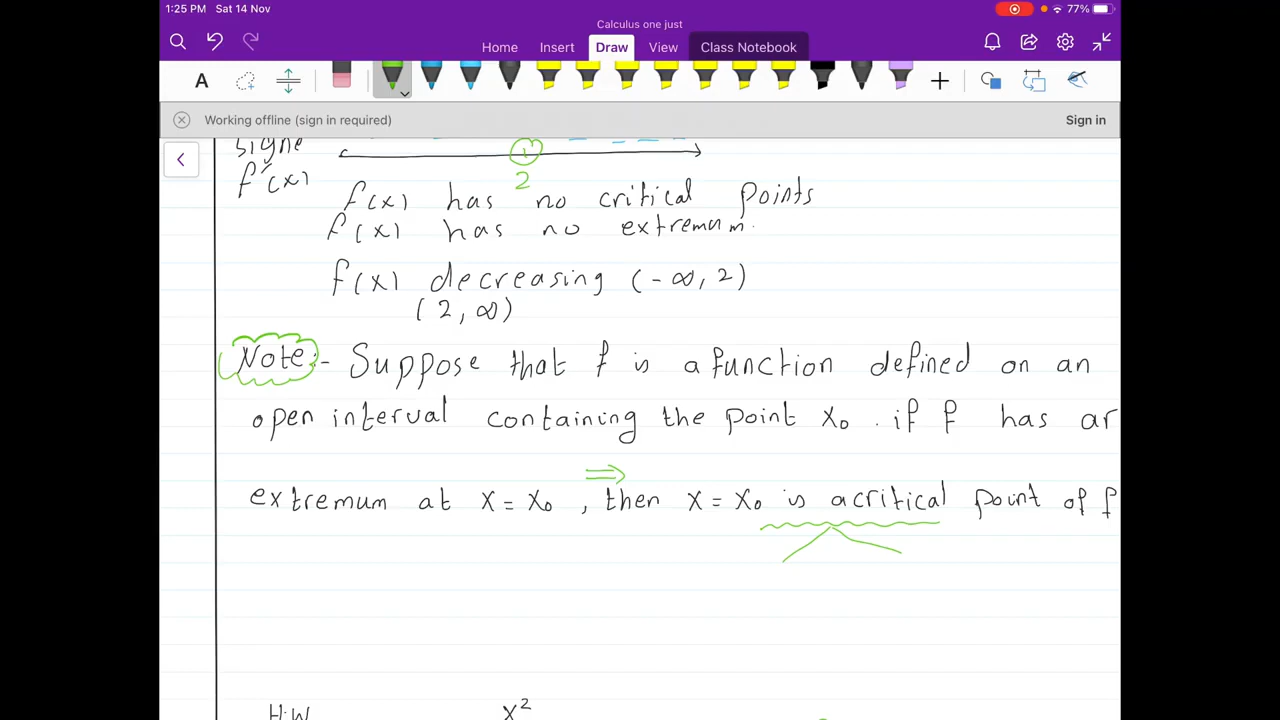 1:25 PM Sat 14 Nov
77%
Calculus one just
Home Insert Draw View Class Notebook
A
Working offline (sign in required) Sign in
signe
f'(x)
2
f(x) has no critical points
f(x) has no extremum.
f(x) decreasing (-∞, 2)
(2, ∞)
Note:- Suppose that f is a function defined on an
open interval containing the point x₀ . if f has ar
⇒
extremum at x = x₀ , then x = x₀ is a critical point of f
H.W x²